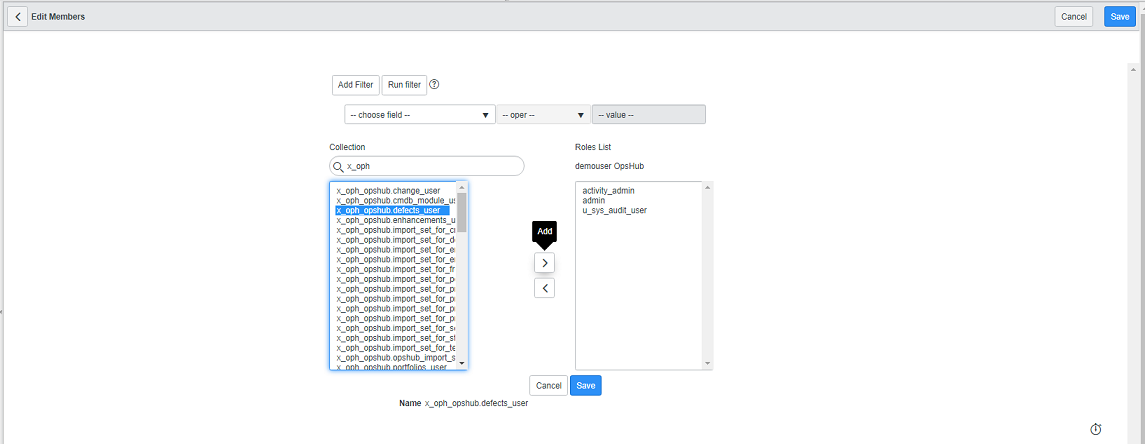 Edit Members
Cancel
Save
Add Filter
Run filter
?
-- choose field --
-- oper --
-- value --
Collection
Roles List
x_oph
demouser OpsHub
x_oph_opshub.change_user
x_oph_opshub.cmdb_module_us
x_oph_opshub.defects_user
x_oph_opshub.enhancements_u
x_oph_opshub.import_set_for_cr
x_oph_opshub.import_set_for_de
x_oph_opshub.import_set_for_e
x_oph_opshub.import_set_for_e
x_oph_opshub.import_set_for_fr
x_oph_opshub.import_set_for_p
x_oph_opshub.import_set_for_p
x_oph_opshub.import_set_for_p
x_oph_opshub.import_set_for_p
x_oph_opshub.import_set_for_p
x_oph_opshub.import_set_for_s
x_oph_opshub.import_set_for_st
x_oph_opshub.import_set_for_te
x_oph_opshub.opshub_import_s
x_oph_opshub.portfolios_user
activity_admin
admin
u_sys_audit_user
Add
Cancel
Save
Name x_oph_opshub.defects_user